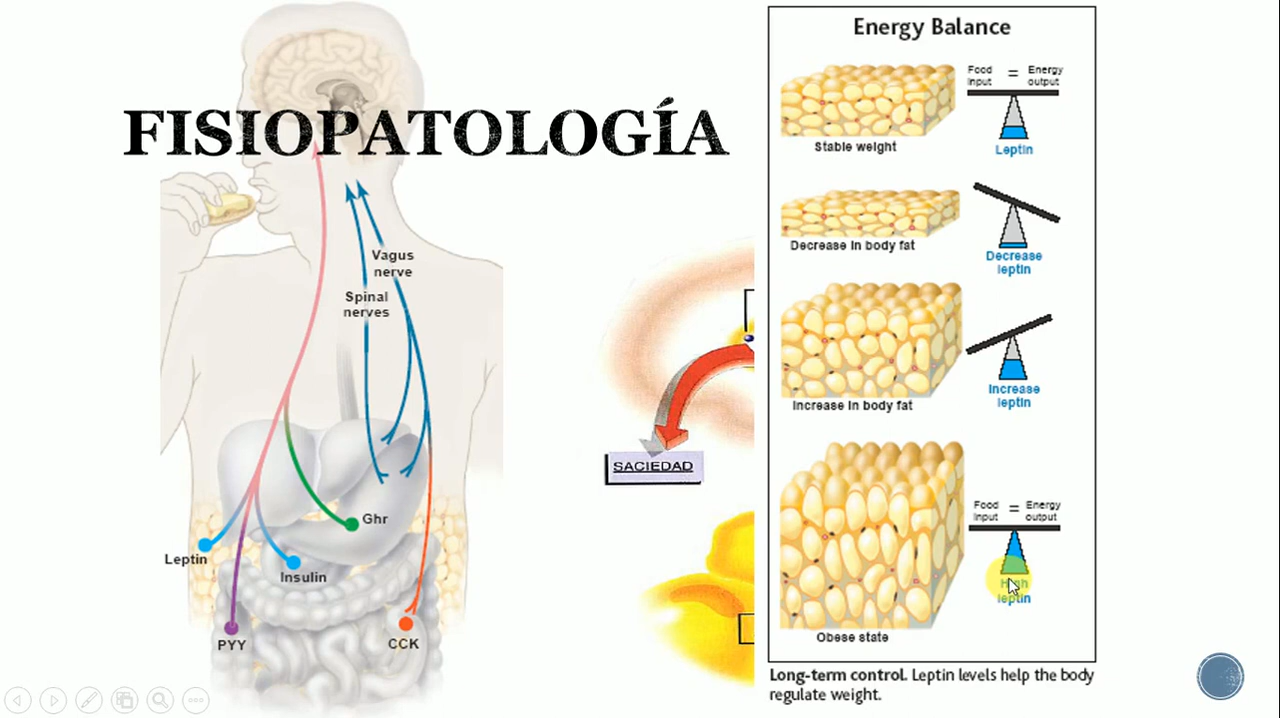 FISIOPATOLOGÍA
Vagus
nerve
Spinal
nerves
Ghr
Leptin
Insulin
PYY
CCK
SACIEDAD
Energy Balance
Food
input
=
Energy
output
Stable weight
Leptin
Decrease in body fat
Decrease
leptin
Increase in body fat
Increase
leptin
Food
input
=
Energy
output
High
leptin
Obese state
Long-term control. Leptin levels help the body
regulate weight.